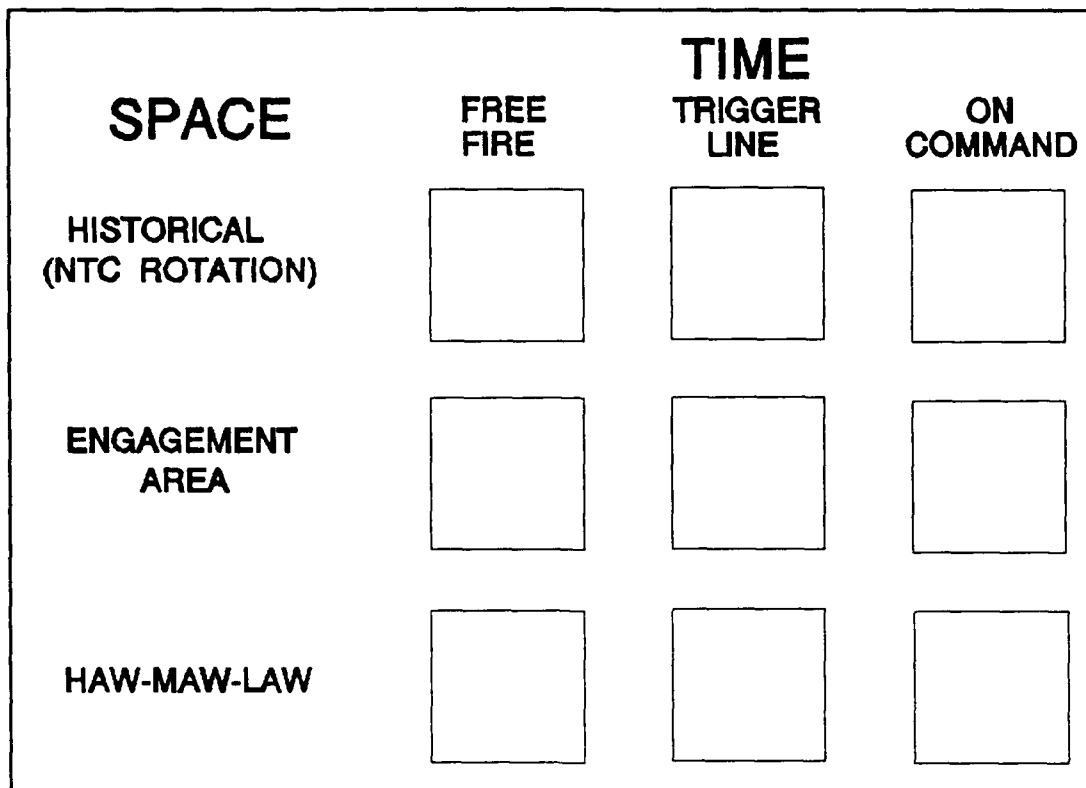 TIME
SPACE
FREE
FIRE
TRIGGER
LINE
ON
COMMAND
HISTORICAL
(NTC ROTATION)
ENGAGEMENT
AREA
HAW-MAW-LAW